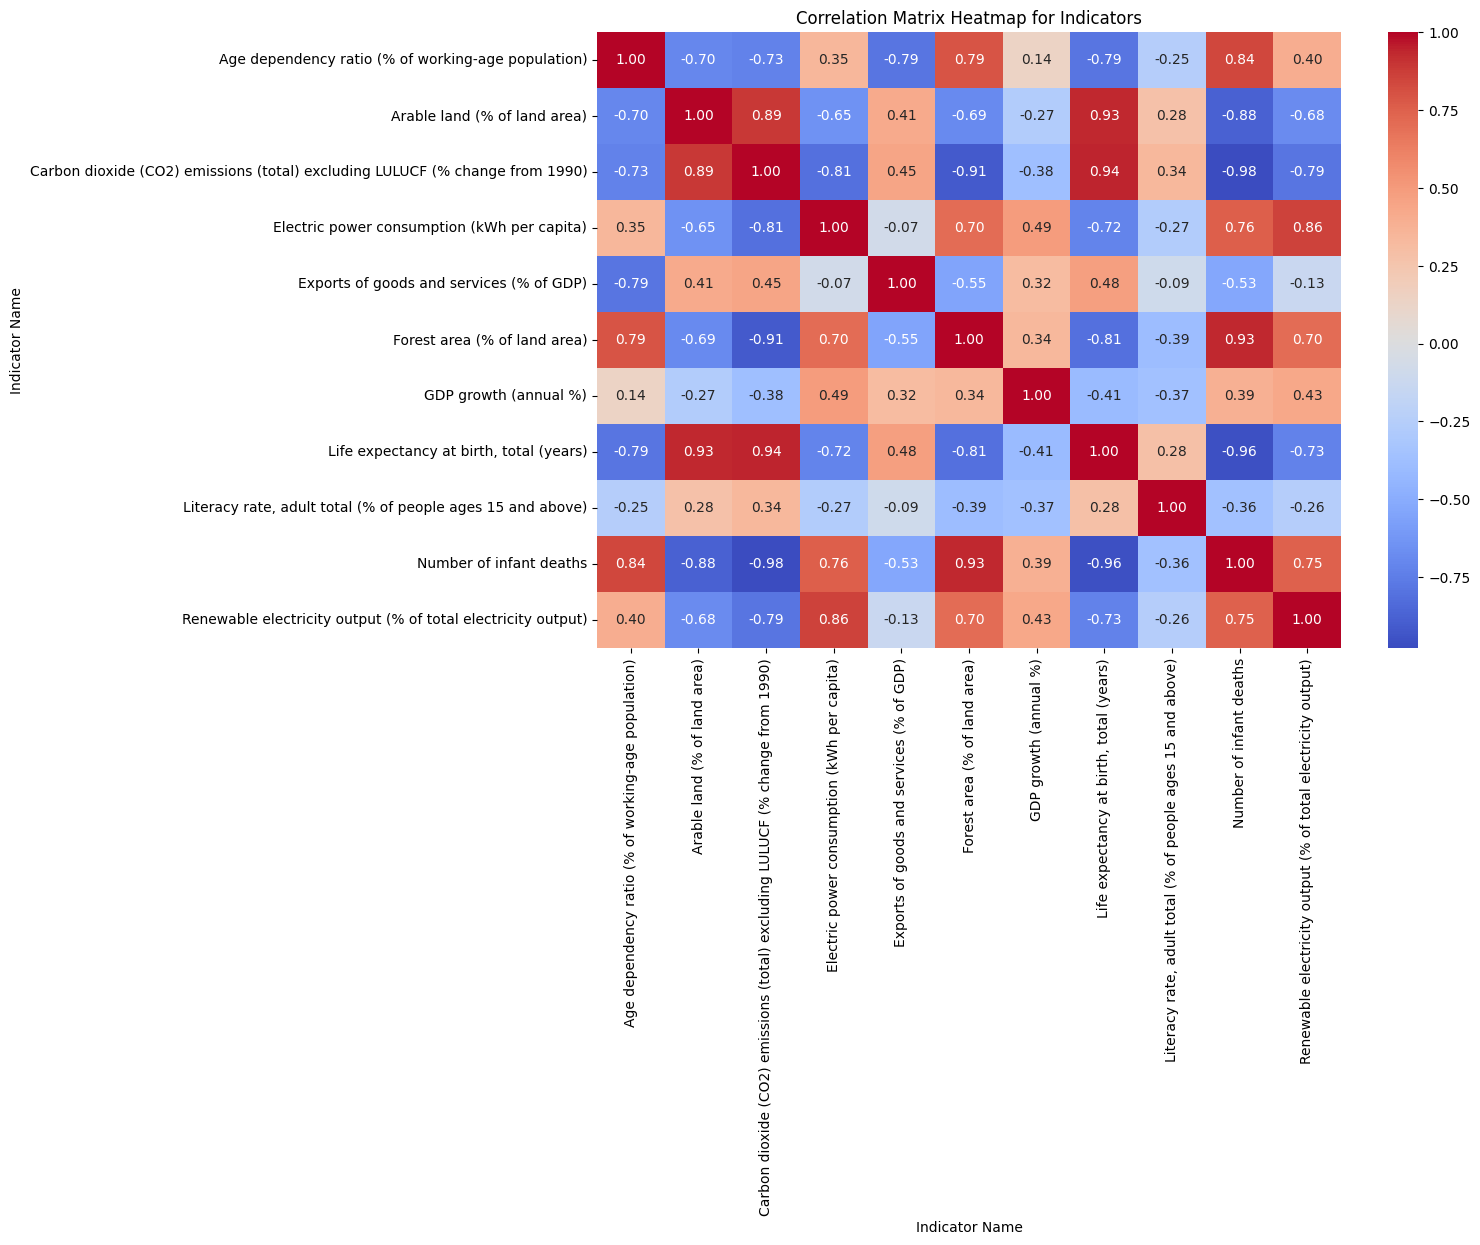 Correlation Matrix Heatmap for Indicators
Indicator Name
Age dependency ratio (% of working-age population) 1.00 -0.70 -0.73 0.35 -0.79 0.79 0.14 -0.79 -0.25 0.84 0.40
Arable land (% of land area) -0.70 1.00 0.89 -0.65 0.41 -0.69 -0.27 0.93 0.28 -0.88 -0.68
Carbon dioxide (CO2) emissions (total) excluding LULUCF (% change from 1990) -0.73 0.89 1.00 -0.81 0.45 -0.91 -0.38 0.94 0.34 -0.98 -0.79
Electric power consumption (kWh per capita) 0.35 -0.65 -0.81 1.00 -0.07 0.70 0.49 -0.72 -0.27 0.76 0.86
Exports of goods and services (% of GDP) -0.79 0.41 0.45 -0.07 1.00 -0.55 0.32 0.48 -0.09 -0.53 -0.13
Forest area (% of land area) 0.79 -0.69 -0.91 0.70 -0.55 1.00 0.34 -0.81 -0.39 0.93 0.70
GDP growth (annual %) 0.14 -0.27 -0.38 0.49 0.32 0.34 1.00 -0.41 -0.37 0.39 0.43
Life expectancy at birth, total (years) -0.79 0.93 0.94 -0.72 0.48 -0.81 -0.41 1.00 0.28 -0.96 -0.73
Literacy rate, adult total (% of people ages 15 and above) -0.25 0.28 0.34 -0.27 -0.09 -0.39 -0.37 0.28 1.00 -0.36 -0.26
Number of infant deaths 0.84 -0.88 -0.98 0.76 -0.53 0.93 0.39 -0.96 -0.36 1.00 0.75
Renewable electricity output (% of total electricity output) 0.40 -0.68 -0.79 0.86 -0.13 0.70 0.43 -0.73 -0.26 0.75 1.00
Age dependency ratio (% of working-age population)
Arable land (% of land area)
Carbon dioxide (CO2) emissions (total) excluding LULUCF (% change from 1990)
Electric power consumption (kWh per capita)
Exports of goods and services (% of GDP)
Forest area (% of land area)
GDP growth (annual %)
Life expectancy at birth, total (years)
Literacy rate, adult total (% of people ages 15 and above)
Number of infant deaths
Renewable electricity output (% of total electricity output)
Indicator Name
1.00
0.75
0.50
0.25
0.00
−0.25
−0.50
−0.75